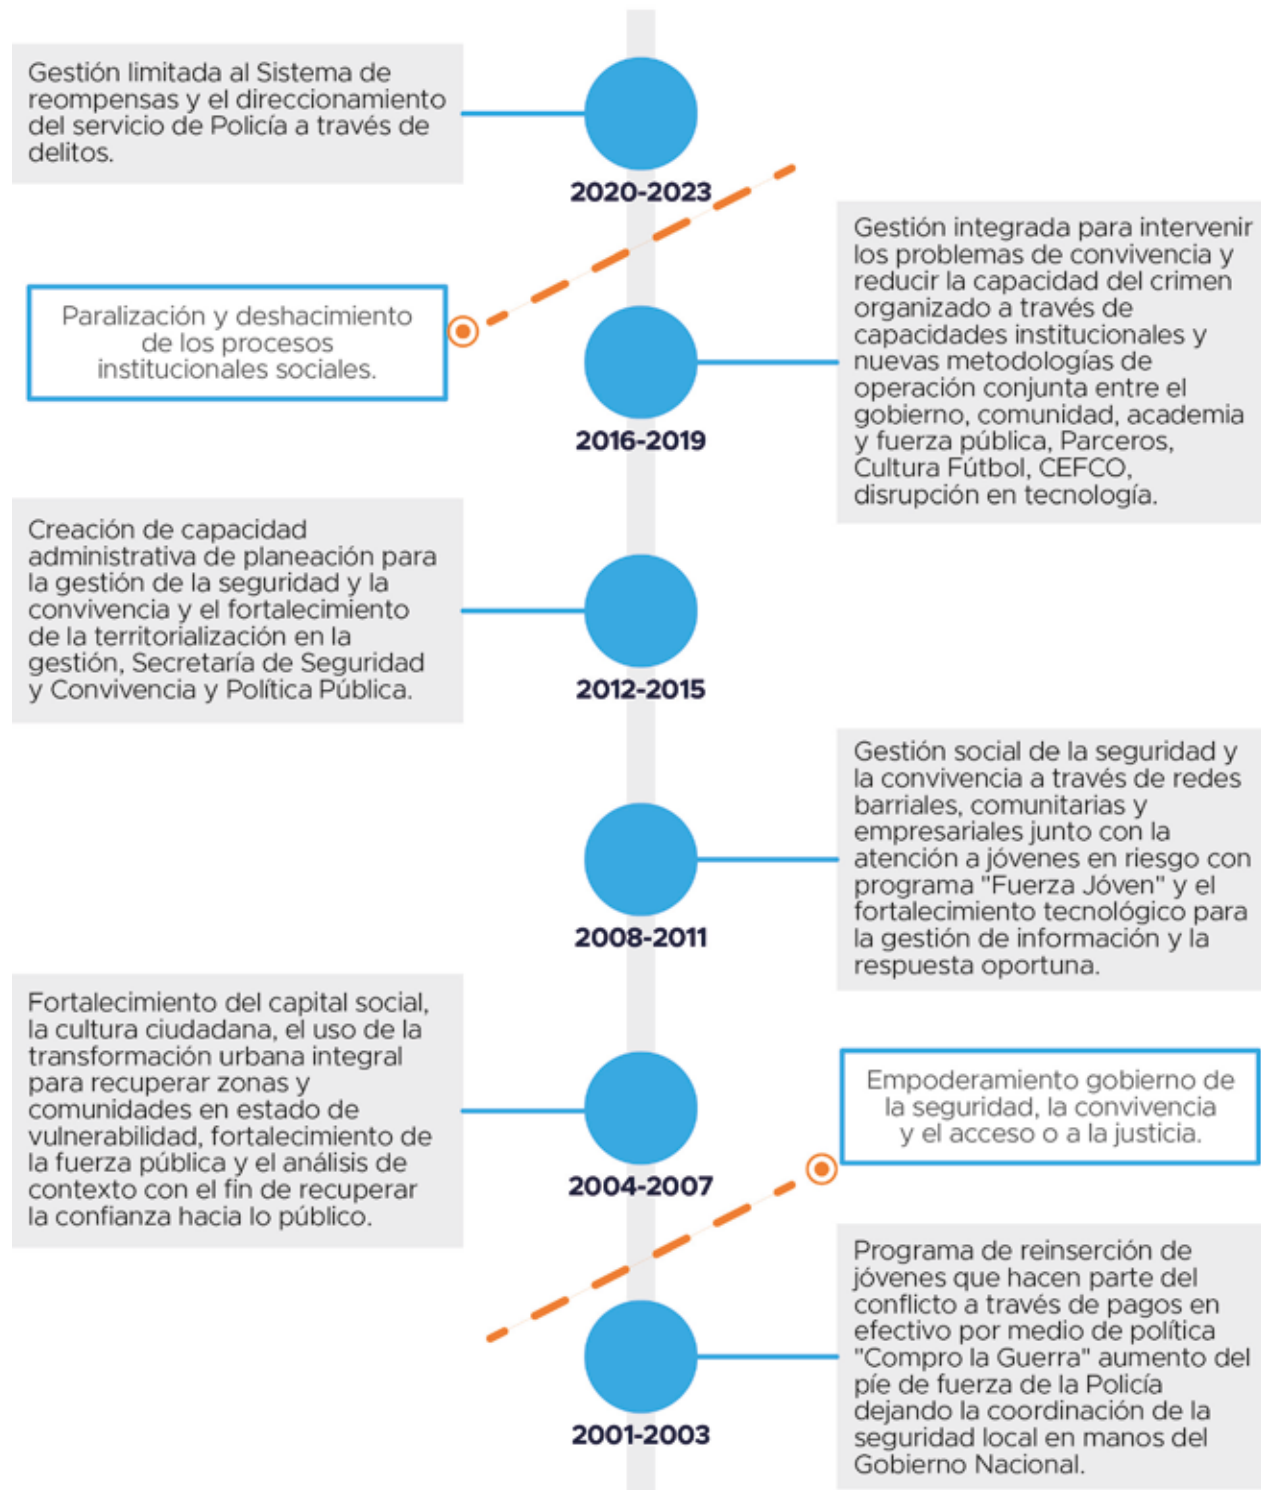 Gestión limitada al Sistema de
reompensas y el direccionamiento
del servicio de Policía a través de
delitos.
2020-2023
Gestión integrada para intervenir
los problemas de convivencia y
reducir la capacidad del crimen
organizado a través de
capacidades institucionales y
nuevas metodologías de
operación conjunta entre el
gobierno, comunidad, academia
y fuerza pública, Parceros,
Cultura Fútbol, CEFCO,
disrupción en tecnología.
Paralización y deshacimiento
de los procesos
institucionales sociales.
2016-2019
Creación de capacidad
administrativa de planeación para
la gestión de la seguridad y la
convivencia y el fortalecimiento
de la territorialización en la
gestión, Secretaría de Seguridad
y Convivencia y Política Pública.
2012-2015
Gestión social de la seguridad y
la convivencia a través de redes
barriales, comunitarias y
empresariales junto con la
atención a jóvenes en riesgo con
programa "Fuerza Jóven" y el
fortalecimiento tecnológico para
la gestión de información y la
respuesta oportuna.
2008-2011
Fortalecimiento del capital social,
la cultura ciudadana, el uso de la
transformación urbana integral
para recuperar zonas y
comunidades en estado de
vulnerabilidad, fortalecimiento de
la fuerza pública y el análisis de
contexto con el fin de recuperar
la confianza hacia lo público.
Empoderamiento gobierno de
la seguridad, la convivencia
y el acceso o a la justicia.
2004-2007
Programa de reinserción de
jóvenes que hacen parte del
conflicto a través de pagos en
efectivo por medio de política
"Compro la Guerra" aumento del
píe de fuerza de la Policía
dejando la coordinación de la
seguridad local en manos del
Gobierno Nacional.
2001-2003